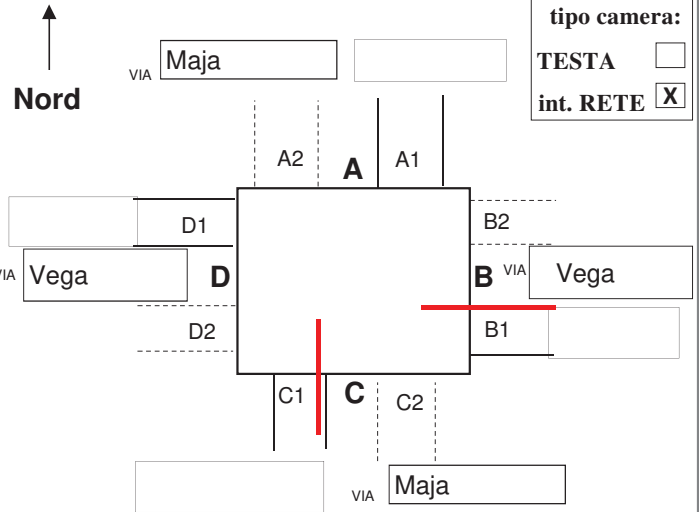 tipo camera:
VIA Maja
TESTA
Nord
int. RETE X
A2 A A1
D1 B2
VIA Vega D B VIA Vega
D2 B1
C1 C C2
VIA Maja